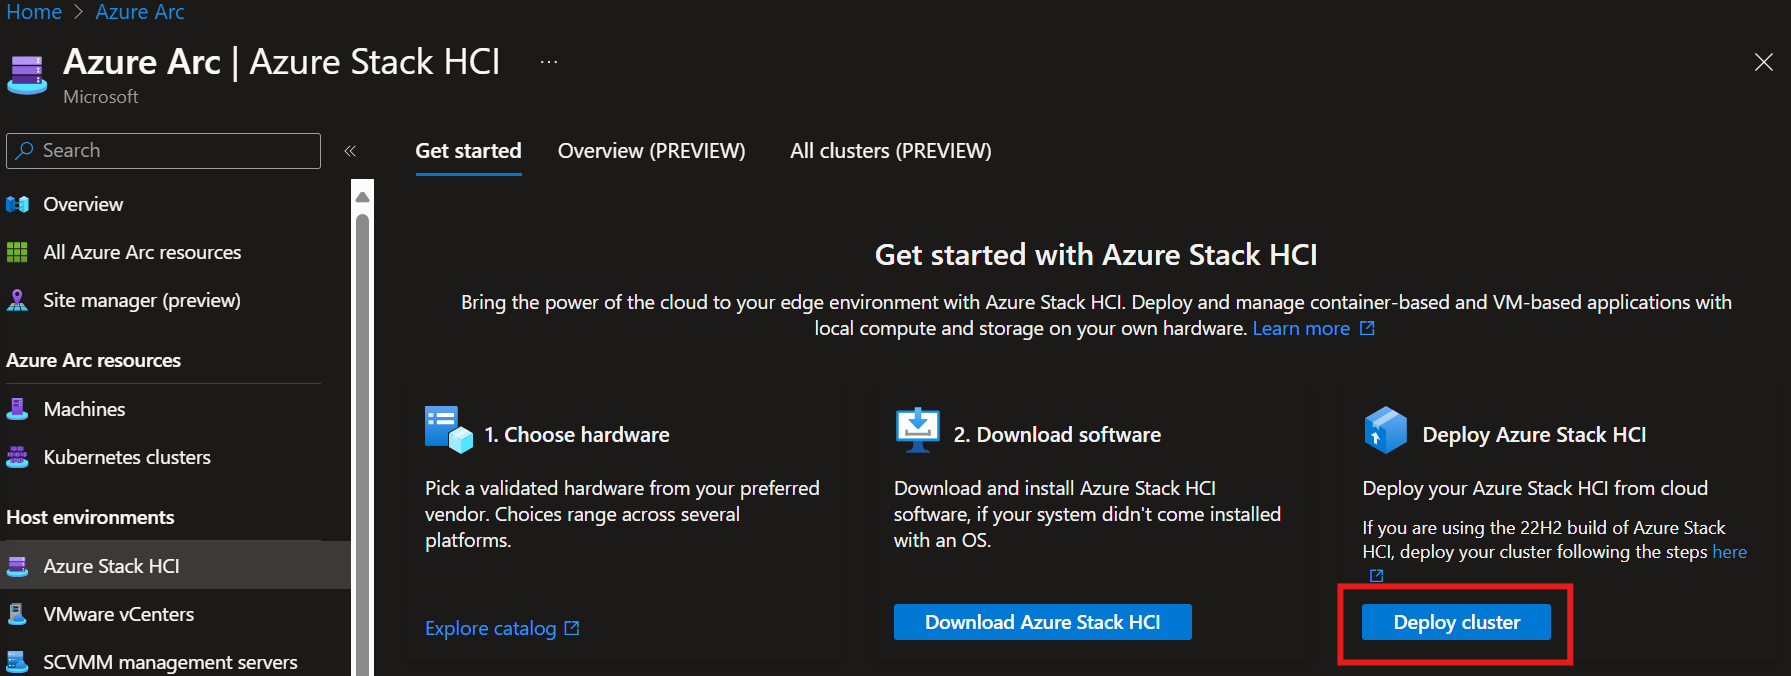 Home > Azure Arc
Azure Arc | Azure Stack HCI ...
Microsoft
Search «
Overview
All Azure Arc resources
Site manager (preview)
Azure Arc resources
Machines
Kubernetes clusters
Host environments
Azure Stack HCI
VMware vCenters
SCVMM management servers
Get started Overview (PREVIEW) All clusters (PREVIEW)
Get started with Azure Stack HCI
Bring the power of the cloud to your edge environment with Azure Stack HCI. Deploy and manage container-based and VM-based applications with
local compute and storage on your own hardware. Learn more
1. Choose hardware
Pick a validated hardware from your preferred
vendor. Choices range across several
platforms.
Explore catalog
2. Download software
Download and install Azure Stack HCI
software, if your system didn't come installed
with an OS.
Download Azure Stack HCI
Deploy Azure Stack HCI
Deploy your Azure Stack HCI from cloud
If you are using the 22H2 build of Azure Stack
HCI, deploy your cluster following the steps here
Deploy cluster